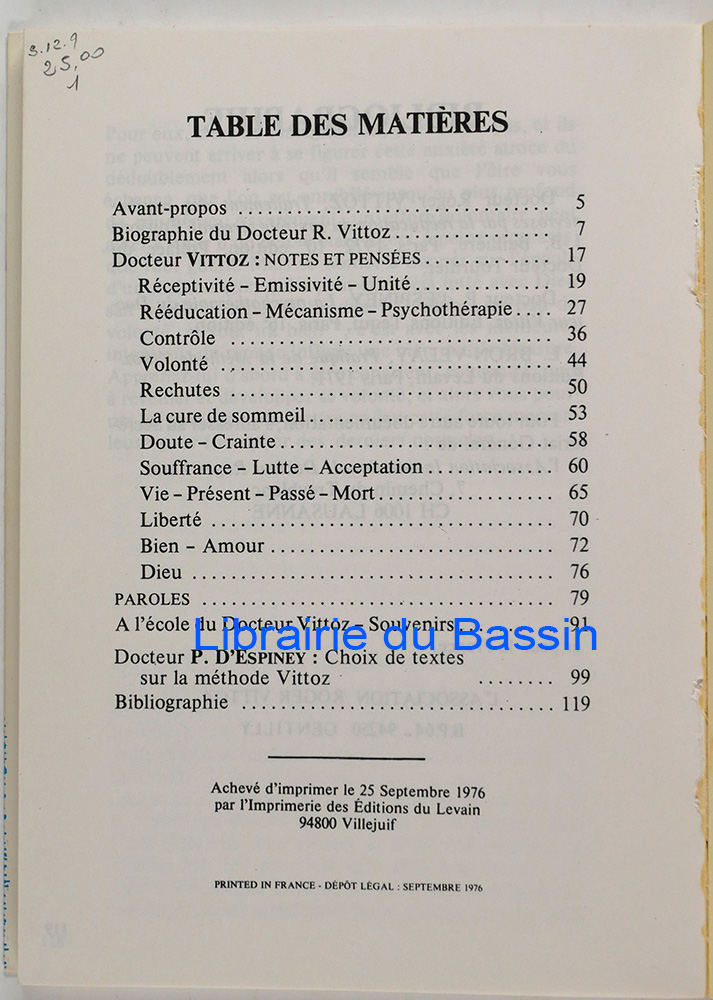 3.12.9
25,00
1
TABLE DES MATIÈRES
Avant-propos ................................ 5
Biographie du Docteur R. Vittoz ................ 7
Docteur VITTOZ : NOTES ET PENSÉES ............. 17
Réceptivité – Emissivité – Unité .............. 19
Rééducation – Mécanisme – Psychothérapie .... 27
Contrôle ................................ 36
Volonté ................................ 44
Rechutes ................................ 50
La cure de sommeil ......................... 53
Doute – Crainte ........................... 58
Souffrance – Lutte – Acceptation ............. 60
Vie – Présent – Passé – Mort .................. 65
Liberté ................................ 70
Bien – Amour ............................ 72
Dieu ................................ 76
PAROLES ................................ 79
A l'école du Docteur Vittoz – Souvenirs .......... 91
Librairie du Bassin
Docteur P. D'ESPINEY : Choix de textes
sur la méthode Vittoz ........ 99
Bibliographie ................................ 119
Achevé d'imprimer le 25 Septembre 1976
par l'Imprimerie des Éditions du Levain
94800 Villejuif
PRINTED IN FRANCE - DÉPÔT LÉGAL : SEPTEMBRE 1976